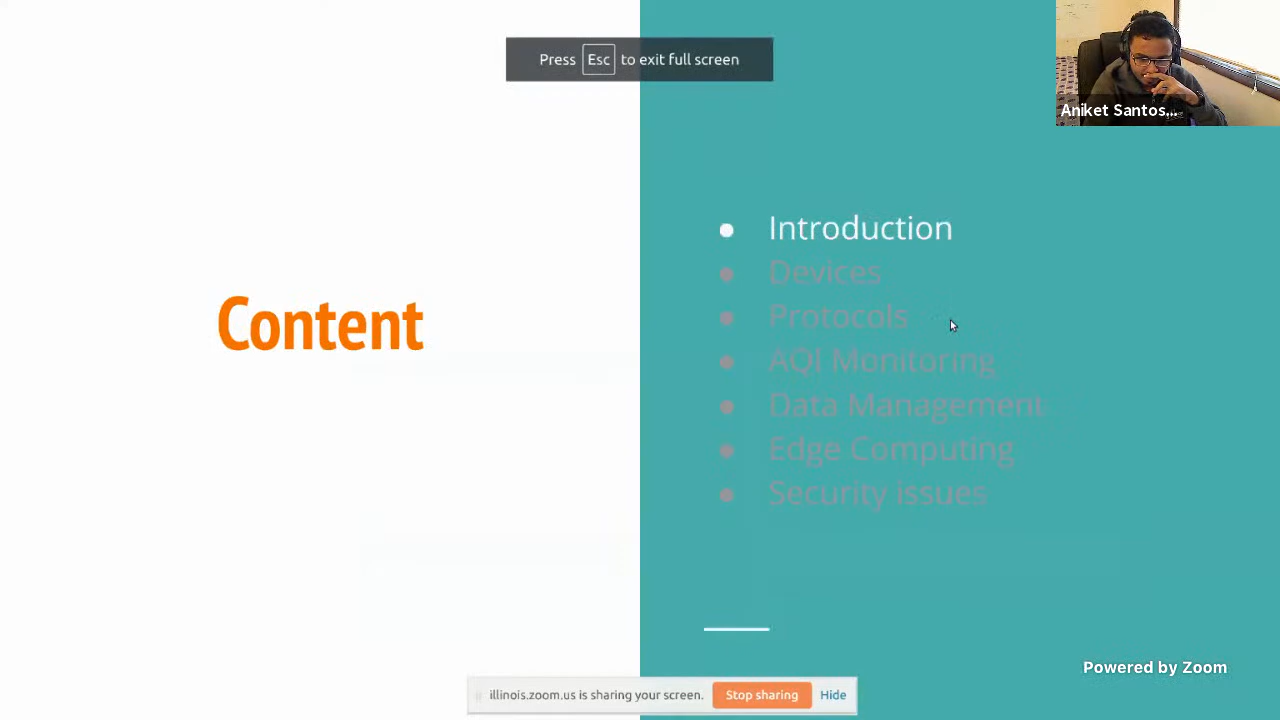 Press Esc to exit full screen
Aniket Santos...
Content
● Introduction
● Devices
● Protocols
● AQI Monitoring
● Data Management
● Edge Computing
● Security issues
Powered by Zoom
illinois.zoom.us is sharing your screen. Stop sharing Hide